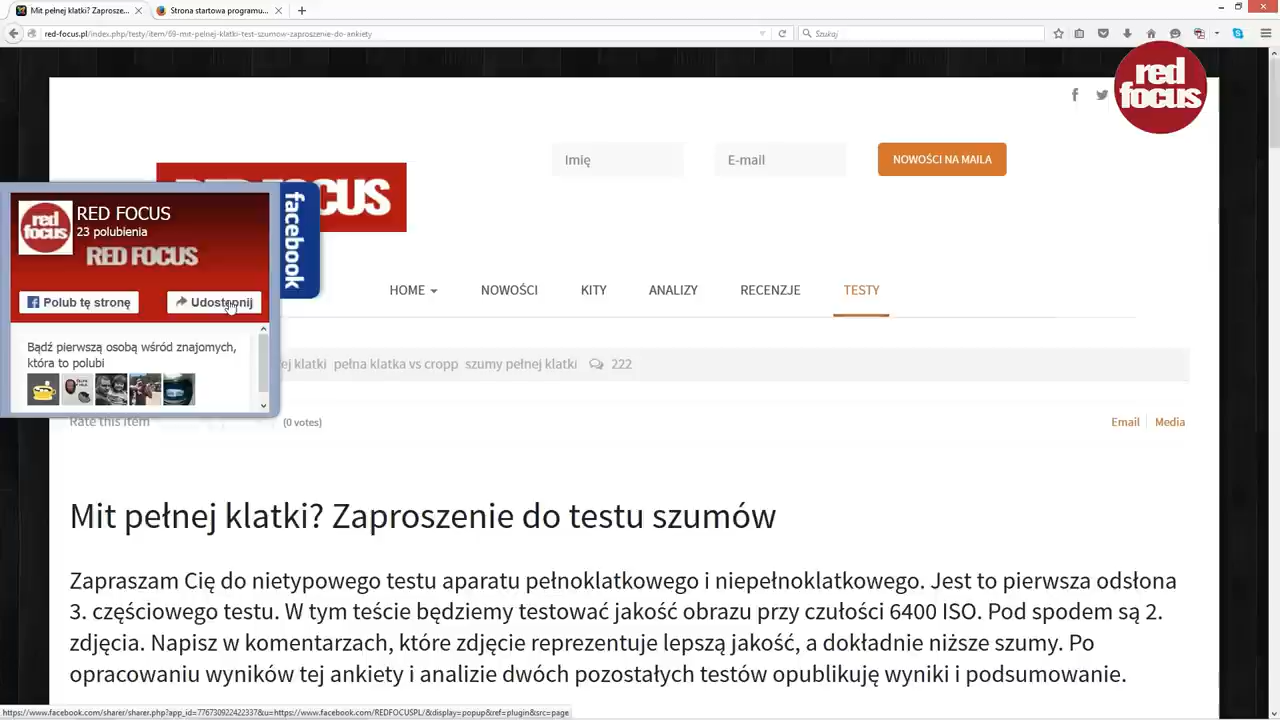 Mit pełnej klatki? Zaprosze...
Strona startowa programu...
red-focus.pl/index.php/testy/item/69-mit-pelnej-klatki-test-szumow-zaproszenie-do-ankiety
Szukaj
red
focus
Imię
E-mail
NOWOŚCI NA MAILA
RED FOCUS
HOME
NOWOŚCI
KITY
ANALIZY
RECENZJE
TESTY
facebook
red
focus
RED FOCUS
23 polubienia
RED FOCUS
Polub tę stronę
Udostępnij
Bądź pierwszą osobą wśród znajomych,
która to polubi
ej klatki pełna klatka vs cropp szumy pełnej klatki 222
Rate this item
(0 votes)
Email
Media
Mit pełnej klatki? Zaproszenie do testu szumów
Zapraszam Cię do nietypowego testu aparatu pełnoklatkowego i niepełnoklatkowego. Jest to pierwsza odsłona
3. częściowego testu. W tym teście będziemy testować jakość obrazu przy czułości 6400 ISO. Pod spodem są 2.
zdjęcia. Napisz w komentarzach, które zdjęcie reprezentuje lepszą jakość, a dokładnie niższe szumy. Po
opracowaniu wyników tej ankiety i analizie dwóch pozostałych testów opublikuję wyniki i podsumowanie.
https://www.facebook.com/sharer/sharer.php?app_id=776730922422337&u=https://www.facebook.com/REDFOCUSPL/&display=popup&ref=plugin&src=page